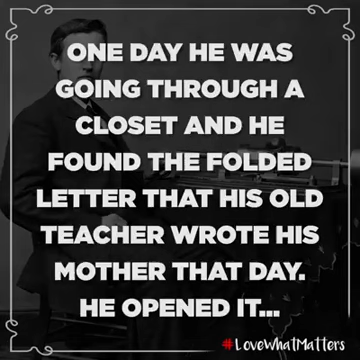 ONE DAY HE WAS
GOING THROUGH A
CLOSET AND HE
FOUND THE FOLDED
LETTER THAT HIS OLD
TEACHER WROTE HIS
MOTHER THAT DAY.
HE OPENED IT...
#LoveWhatMatters